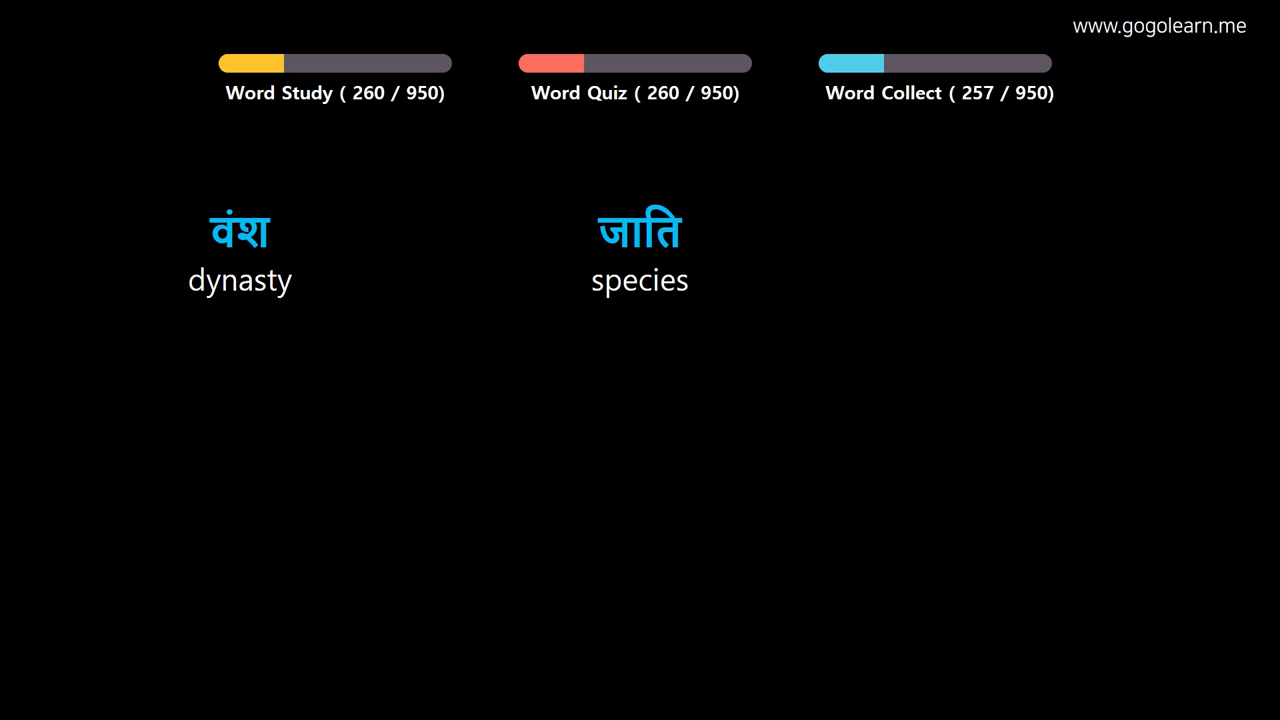 www.gogolearn.me
Word Study ( 260 / 950)
Word Quiz ( 260 / 950)
Word Collect ( 257 / 950)
वंश
dynasty
जाति
species